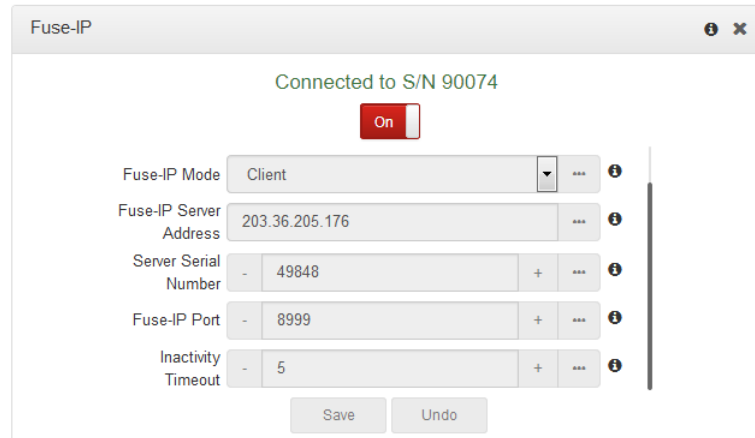 Fuse-IP
Connected to S/N 90074
On
Fuse-IP Mode Client
Fuse-IP Server
Address 203.36.205.176
Server Serial
Number - 49848 +
Fuse-IP Port - 8999 +
Inactivity
Timeout - 5 +
Save Undo